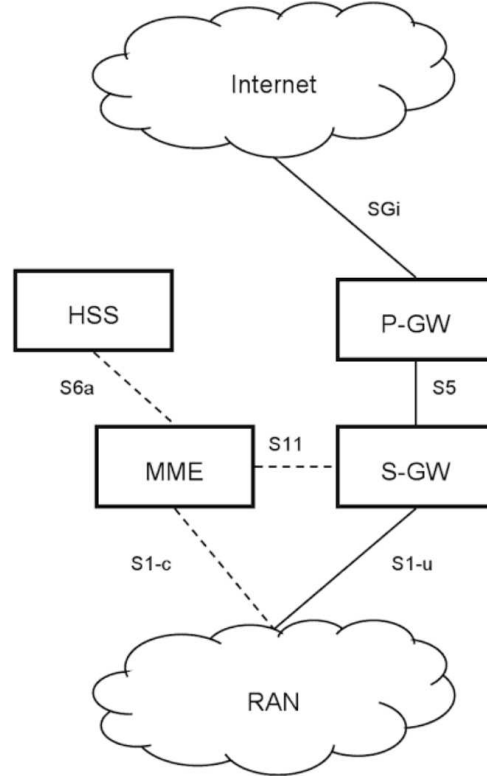 Internet
SGi
HSS
P-GW
S6a
S5
MME
S11
S-GW
S1-c
S1-u
RAN